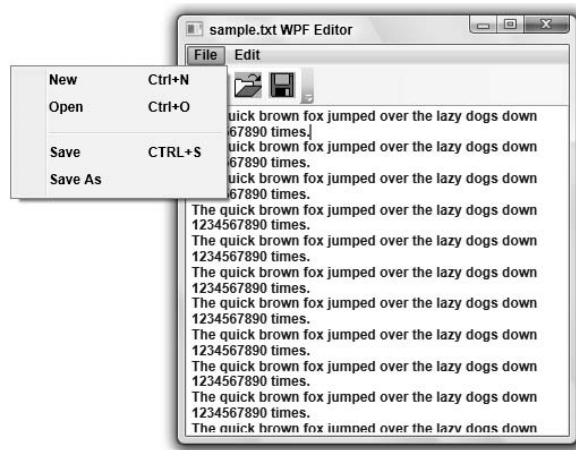 sample.txt WPF Editor
File Edit
New Ctrl+N
Open Ctrl+O
Save CTRL+S
Save As
uick brown fox jumped over the lazy dogs down
567890 times.
uick brown fox jumped over the lazy dogs down
67890 times.
uick brown fox jumped over the lazy dogs down
67890 times.
The quick brown fox jumped over the lazy dogs down
1234567890 times.
The quick brown fox jumped over the lazy dogs down
1234567890 times.
The quick brown fox jumped over the lazy dogs down
1234567890 times.
The quick brown fox jumped over the lazy dogs down
1234567890 times.
The quick brown fox jumped over the lazy dogs down
1234567890 times.
The quick brown fox jumped over the lazy dogs down
1234567890 times.
The quick brown fox jumped over the lazy dogs down
1234567890 times.
The quick brown fox jumped over the lazy dogs down